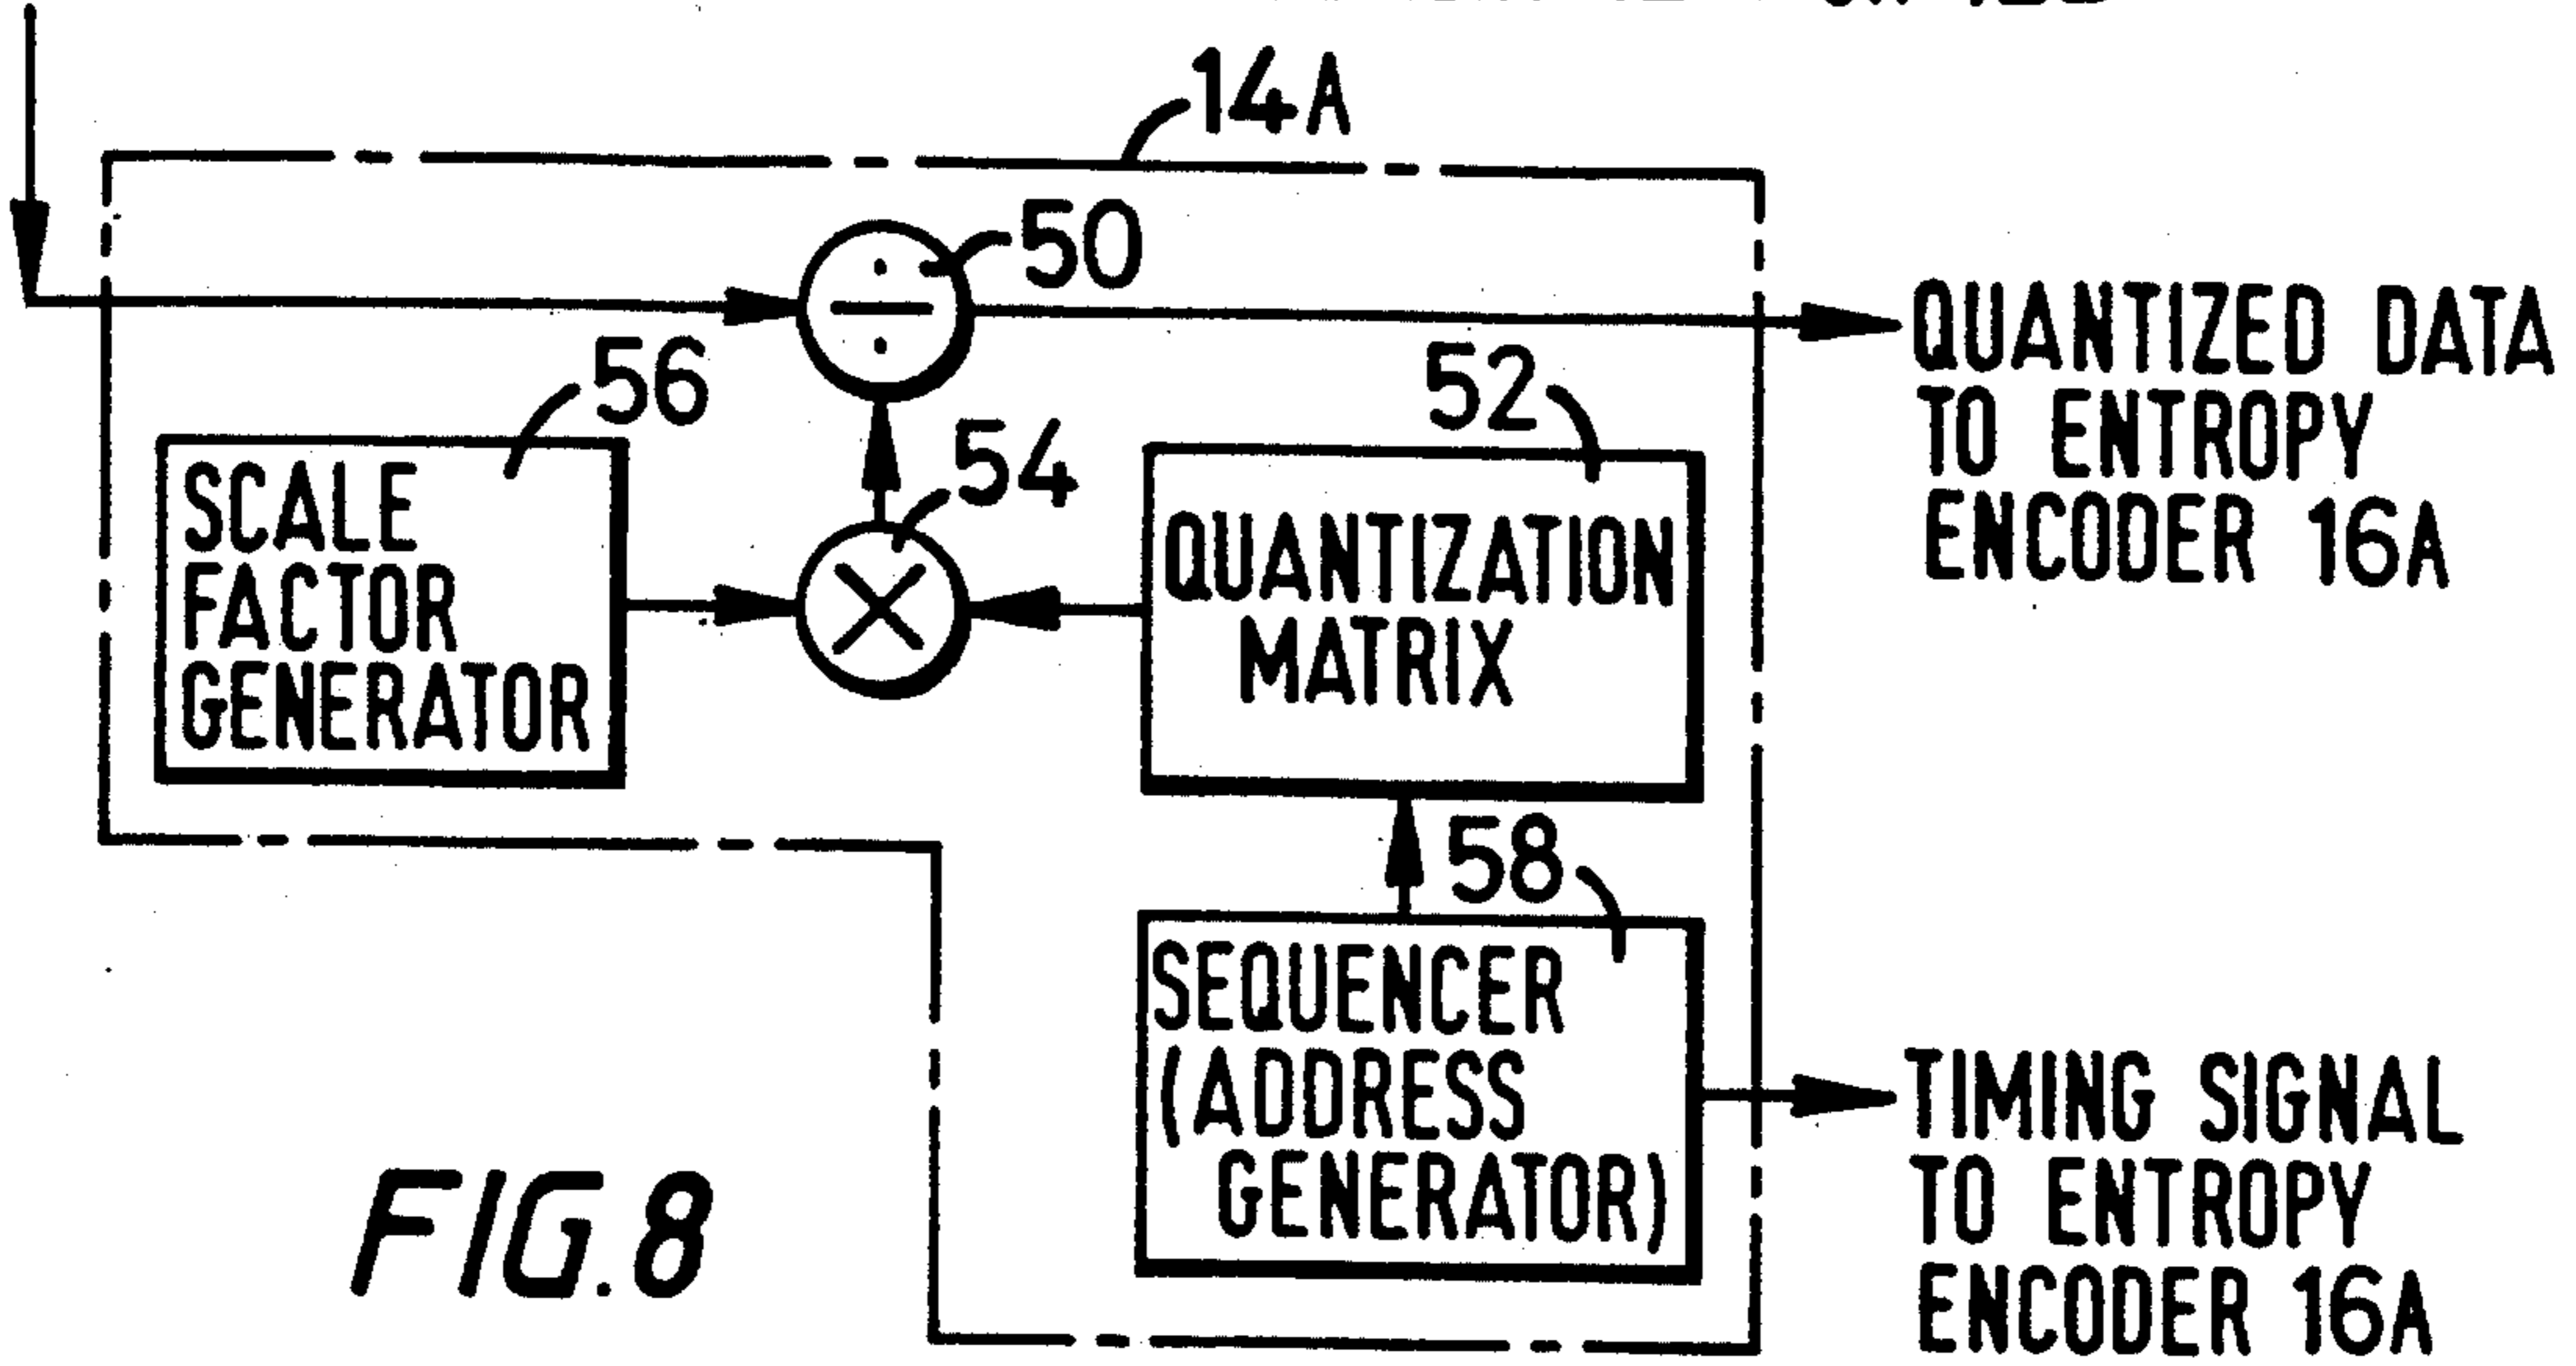 14A
50
QUANTIZED DATA
TO ENTROPY
ENCODER 16A
56
52
54
SCALE
FACTOR
GENERATOR
QUANTIZATION
MATRIX
58
SEQUENCER
(ADDRESS
GENERATOR)
TIMING SIGNAL
TO ENTROPY
ENCODER 16A
FIG.8